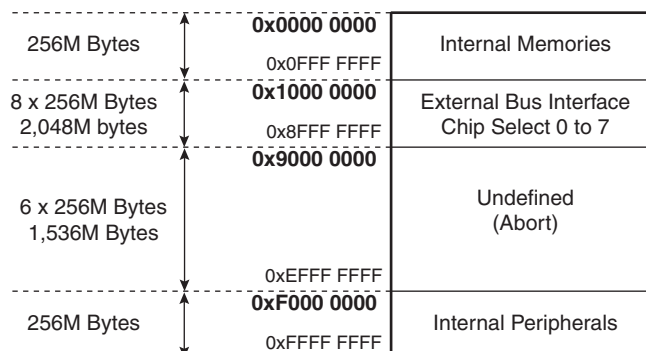 256M Bytes
0x0000 0000
0x0FFF FFFF
Internal Memories
8 x 256M Bytes
2,048M bytes
0x1000 0000
0x8FFF FFFF
External Bus Interface
Chip Select 0 to 7
6 x 256M Bytes
1,536M Bytes
0x9000 0000
0xEFFF FFFF
Undefined
(Abort)
256M Bytes
0xF000 0000
0xFFFF FFFF
Internal Peripherals